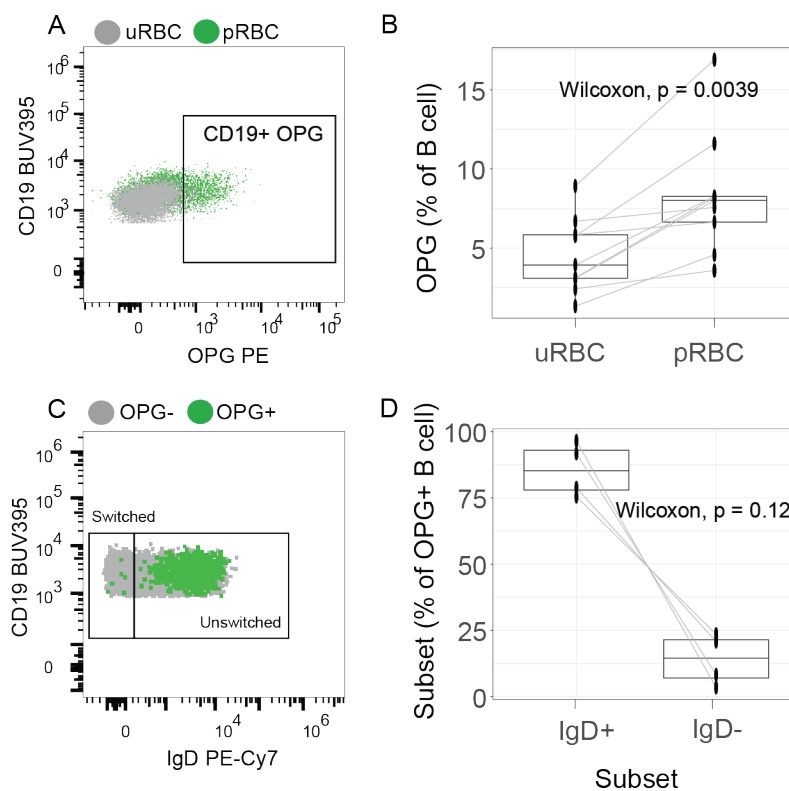 A
uRBC pRBC
CD19 BUV395
10^6
10^5
10^4
10^3
0
CD19+ OPG
0 10^3 10^4 10^5
OPG PE
B
OPG (% of B cell)
15
10
5
Wilcoxon, p = 0.0039
uRBC pRBC
C
OPG- OPG+
CD19 BUV395
10^6
10^5
10^4
10^3
0
Switched
Unswitched
0 10^4 10^6
IgD PE-Cy7
D
Subset (% of OPG+ B cell)
100
75
50
25
0
Wilcoxon, p = 0.12
IgD+ IgD-
Subset